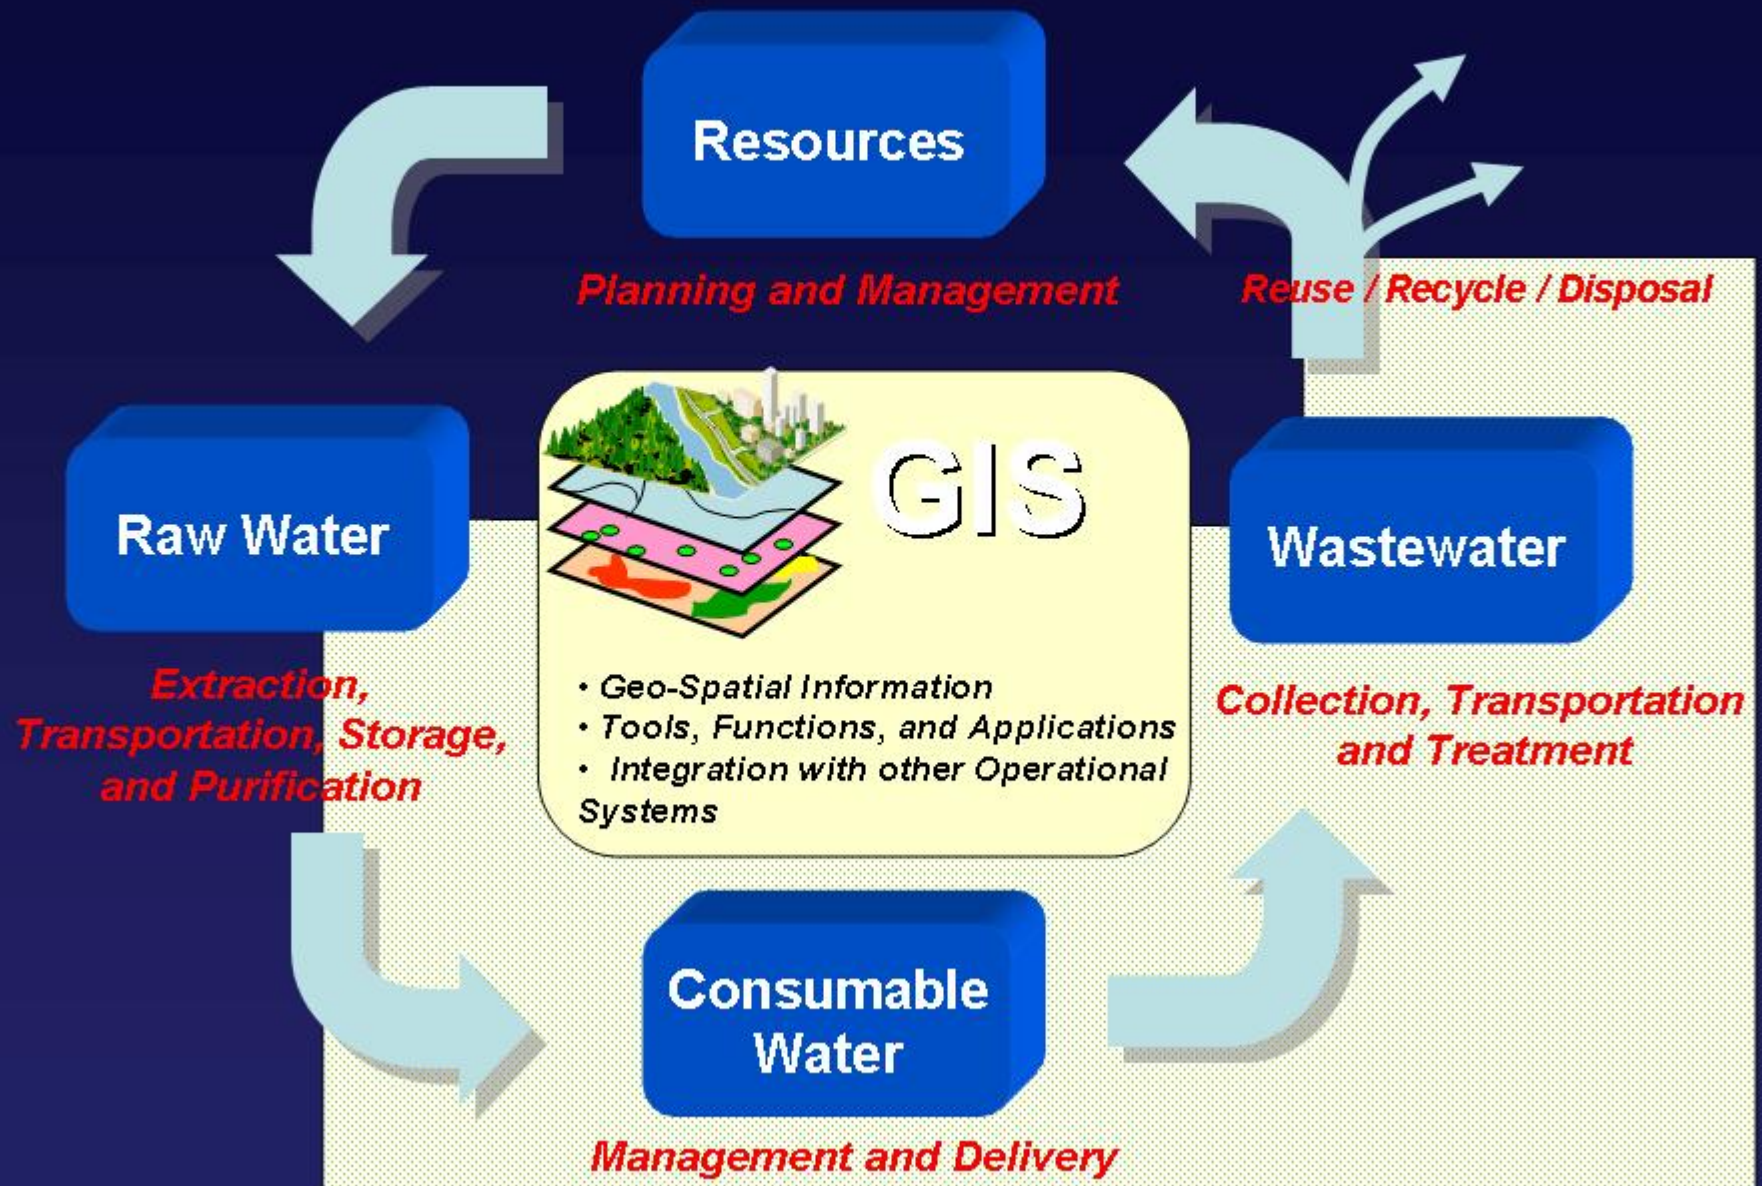 Resources
Planning and Management
Reuse / Recycle / Disposal
Raw Water
Extraction,
Transportation, Storage,
and Purification
GIS
• Geo-Spatial Information
• Tools, Functions, and Applications
• Integration with other Operational
Systems
Wastewater
Collection, Transportation
and Treatment
Consumable
Water
Management and Delivery